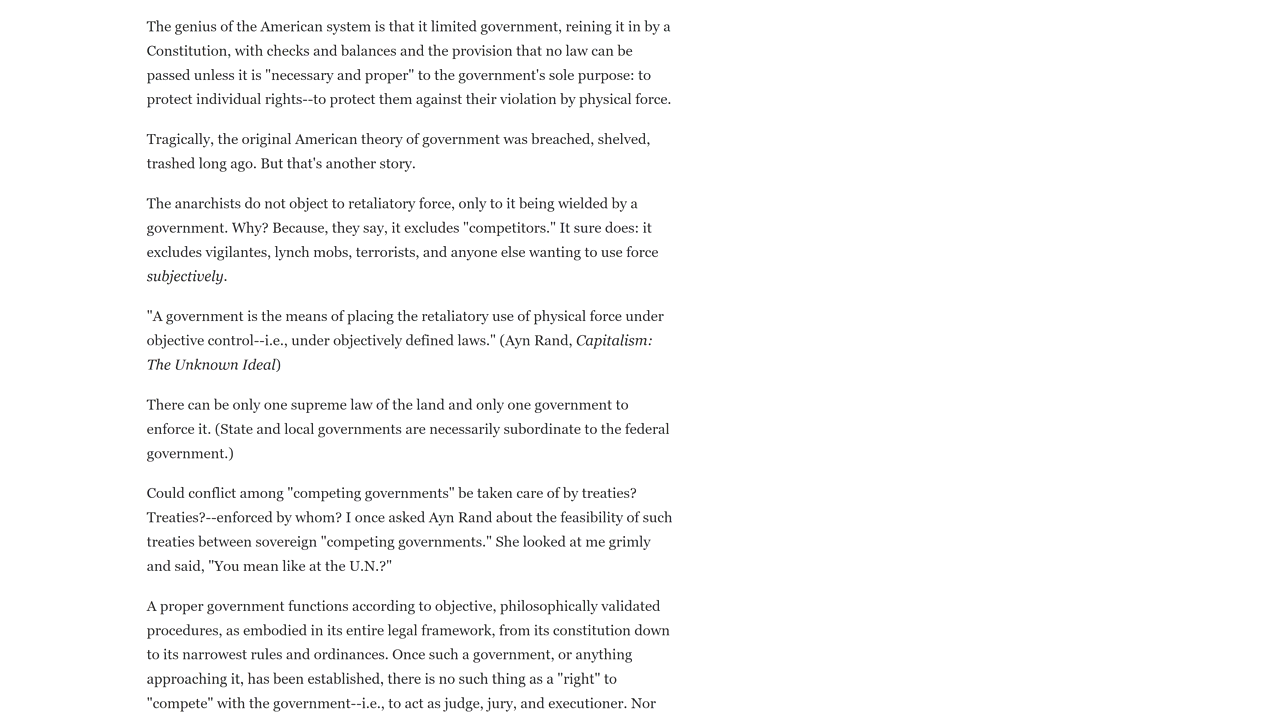 The genius of the American system is that it limited government, reining it in by a
Constitution, with checks and balances and the provision that no law can be
passed unless it is "necessary and proper" to the government's sole purpose: to
protect individual rights--to protect them against their violation by physical force.
Tragically, the original American theory of government was breached, shelved,
trashed long ago. But that's another story.
The anarchists do not object to retaliatory force, only to it being wielded by a
government. Why? Because, they say, it excludes "competitors." It sure does: it
excludes vigilantes, lynch mobs, terrorists, and anyone else wanting to use force
subjectively.
"A government is the means of placing the retaliatory use of physical force under
objective control--i.e., under objectively defined laws." (Ayn Rand, Capitalism:
The Unknown Ideal)
There can be only one supreme law of the land and only one government to
enforce it. (State and local governments are necessarily subordinate to the federal
government.)
Could conflict among "competing governments" be taken care of by treaties?
Treaties?--enforced by whom? I once asked Ayn Rand about the feasibility of such
treaties between sovereign "competing governments." She looked at me grimly
and said, "You mean like at the U.N.?"
A proper government functions according to objective, philosophically validated
procedures, as embodied in its entire legal framework, from its constitution down
to its narrowest rules and ordinances. Once such a government, or anything
approaching it, has been established, there is no such thing as a "right" to
"compete" with the government--i.e., to act as judge, jury, and executioner. Nor